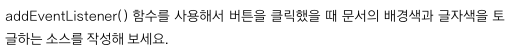 addEventListener() 함수를 사용해서 버튼을 클릭했을 때 문서의 배경색과 글자색을 토
글하는 소스를 작성해 보세요.